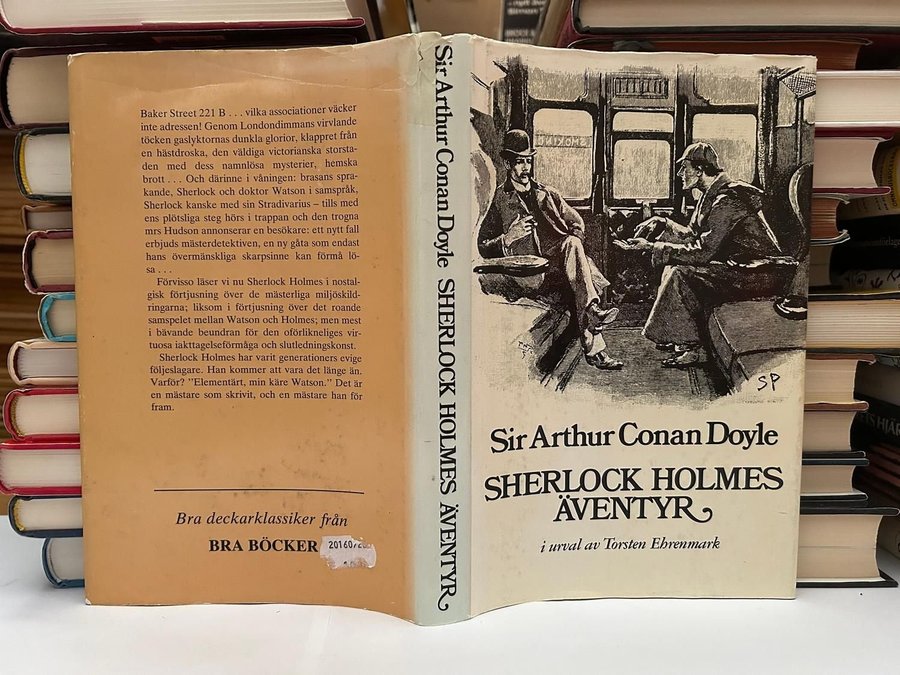 Baker Street 221 B . . . vilka associationer väcker
inte adressen! Genom Londondimmans virvlande
töcken gaslyktornas dunkla glorior, klappret från
en hästdroska, den väldiga victorianska storsta-
den med dess namnlösa mysterier, hemska
brott . . . Och därinne i våningen: brasans spra-
kande, Sherlock och doktor Watson i samspråk,
Sherlock kanske med sin Stradivarius – tills med
ens plötsliga steg hörs i trappan och den trogna
mrs Hudson annonserar en besökare: ett nytt fall
erbjuds mästerdetektiven, en ny gåta som endast
hans övermänskliga skarpsinne kan förmå lö-
sa . . .
Förvisso läser vi nu Sherlock Holmes i nostal-
gisk förtjusning över de mästerliga miljöskild-
ringarna; liksom i förtjusning över det roande
samspelet mellan Watson och Holmes; men mest
i bävande beundran för den oförlikneliges vir-
tuosa iakttagelseförmåga och slutledningskonst.
Sherlock Holmes har varit generationers evige
följeslagare. Han kommer att vara det länge än.
Varför? "Elementärt, min käre Watson." Det är
en mästare som skrivit, och en mästare han för
fram.
Bra deckarklassiker från
BRA BÖCKER
Sir Arthur Conan Doyle SHERLOCK HOLMES ÄVENTYR
SMOKING
SP
Sir Arthur Conan Doyle
SHERLOCK HOLMES
ÄVENTYR
i urval av Torsten Ehrenmark